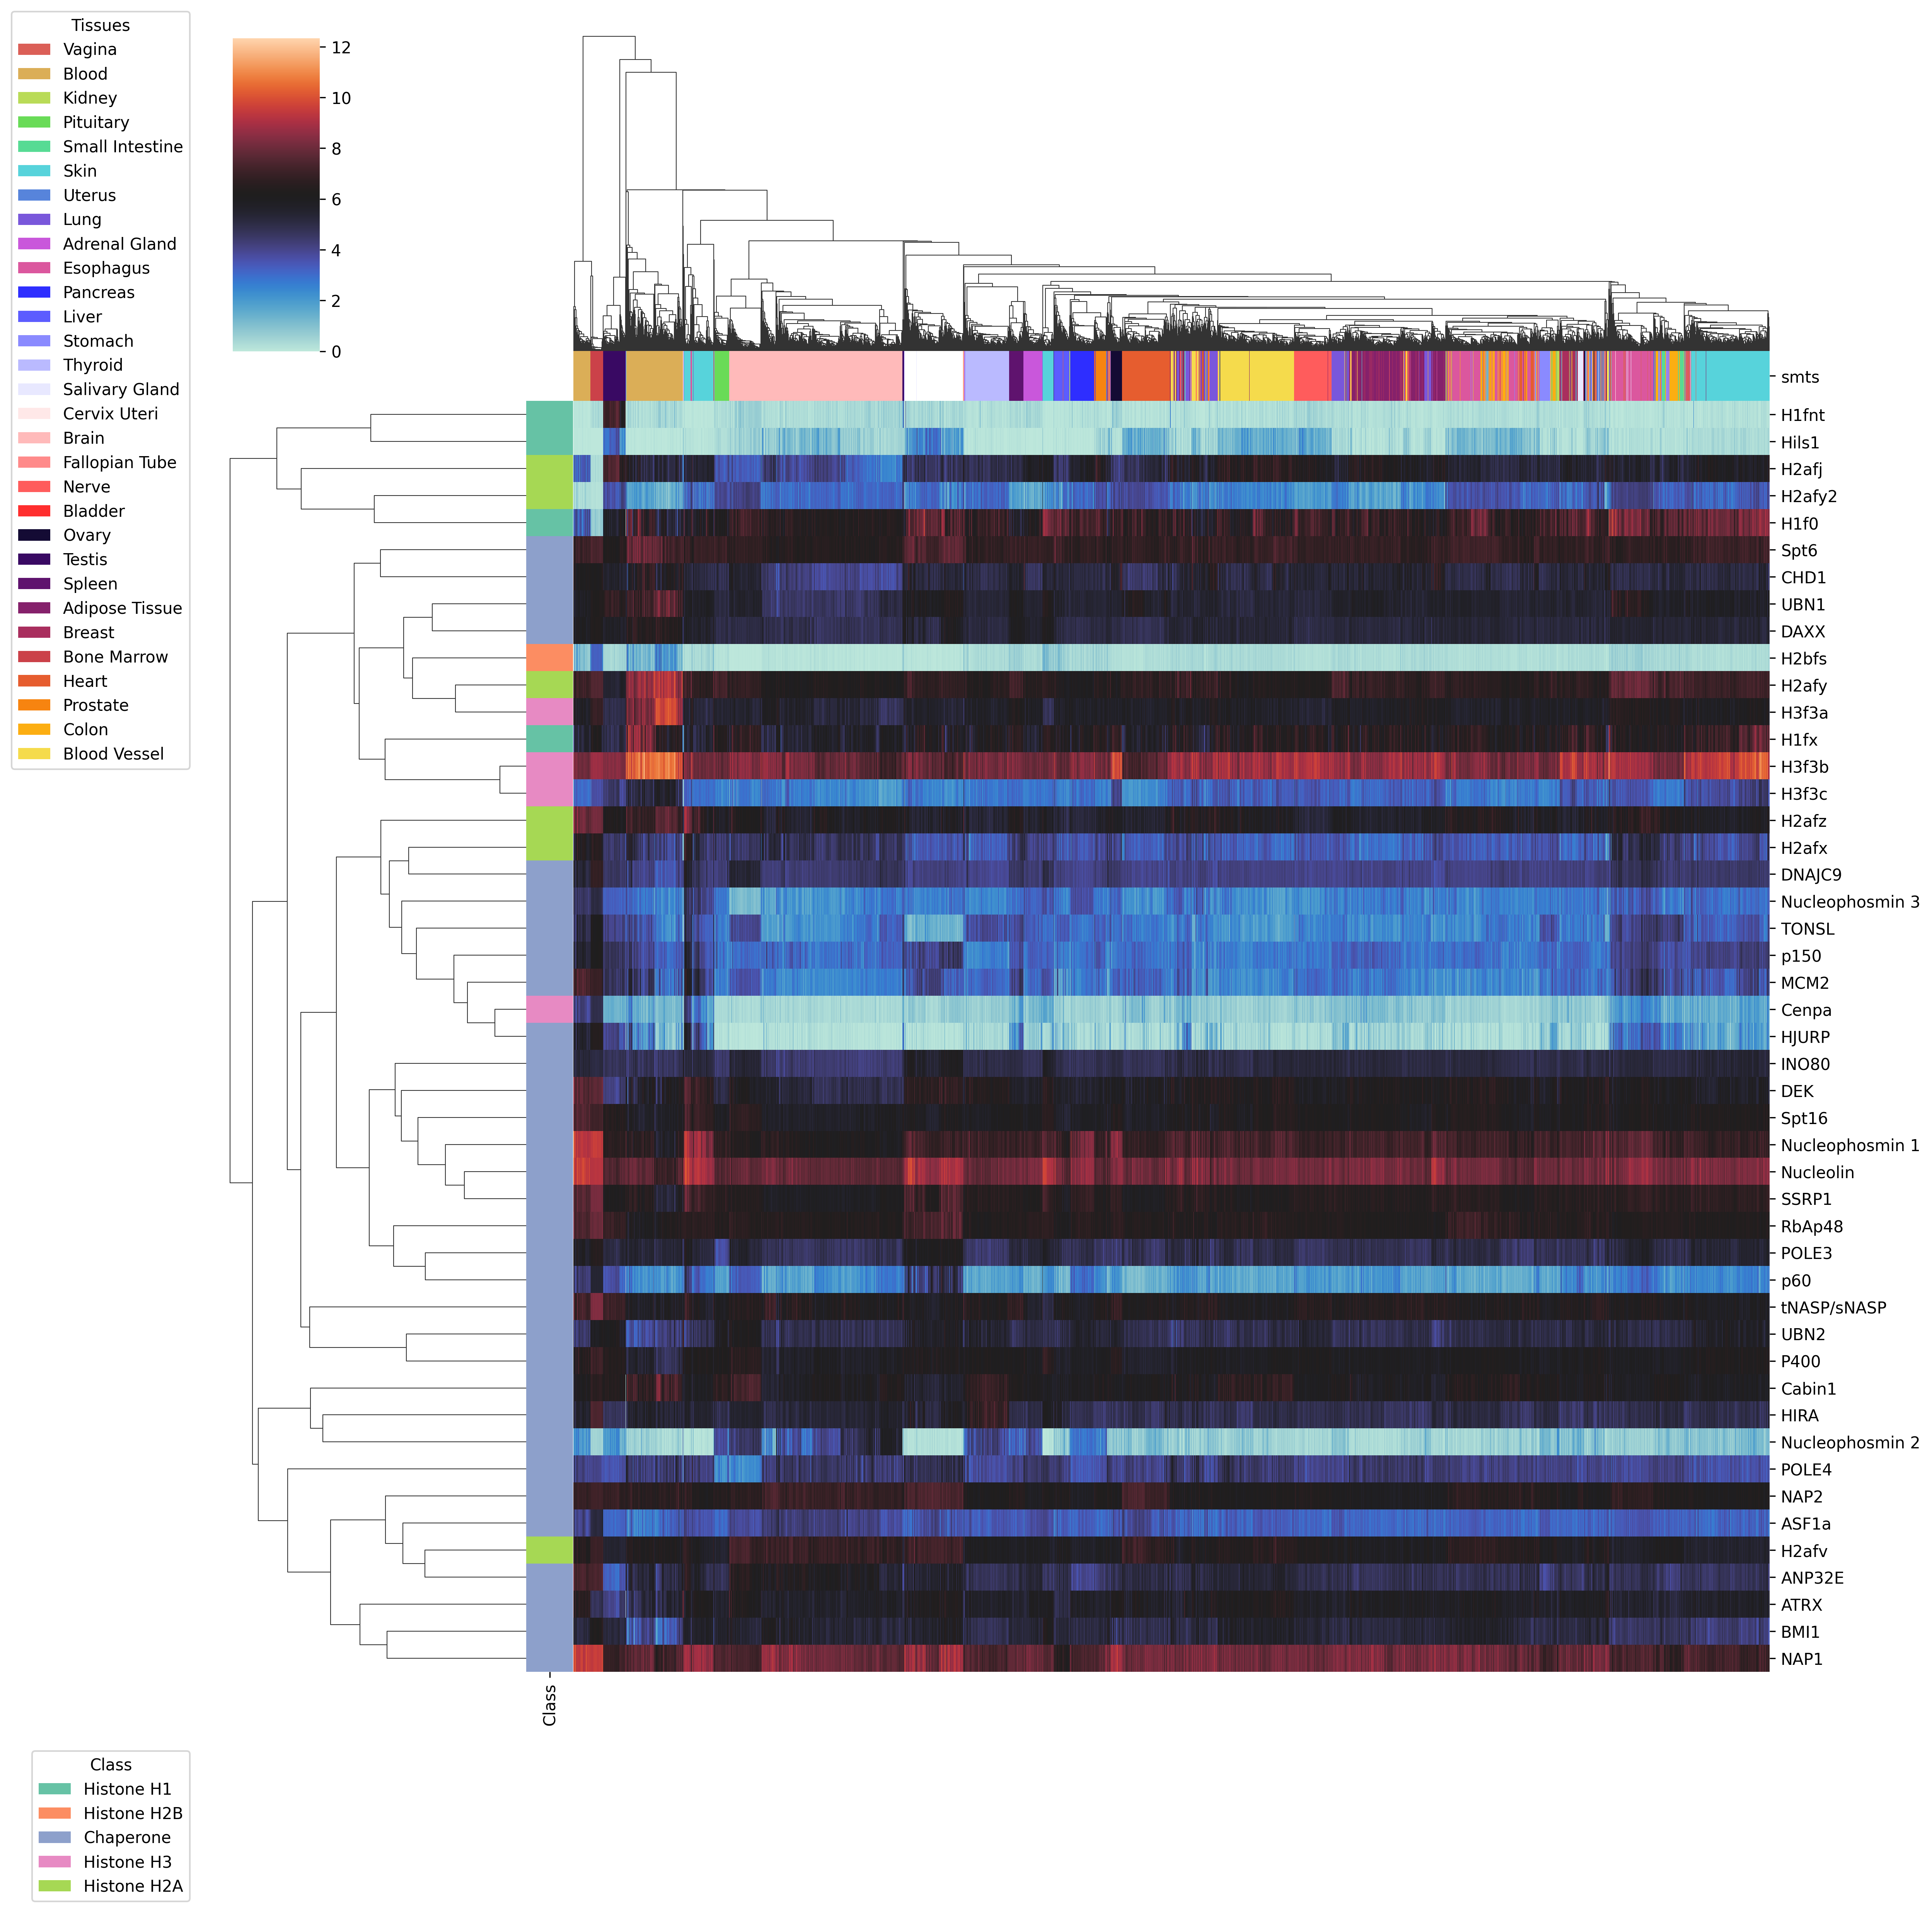 Tissues
Vagina
Blood
Kidney
Pituitary
Small Intestine
Skin
Uterus
Lung
Adrenal Gland
Esophagus
Pancreas
Liver
Stomach
Thyroid
Salivary Gland
Cervix Uteri
Brain
Fallopian Tube
Nerve
Bladder
Ovary
Testis
Spleen
Adipose Tissue
Breast
Bone Marrow
Heart
Prostate
Colon
Blood Vessel
12
10
8
6
4
2
0
smts
H1fnt
Hils1
H2afj
H2afy2
H1f0
Spt6
CHD1
UBN1
DAXX
H2bfs
H2afy
H3f3a
H1fx
H3f3b
H3f3c
H2afz
H2afx
DNAJC9
Nucleophosmin 3
TONSL
p150
MCM2
Cenpa
HJURP
INO80
DEK
Spt16
Nucleophosmin 1
Nucleolin
SSRP1
RbAp48
POLE3
p60
tNASP/sNASP
UBN2
P400
Cabin1
HIRA
Nucleophosmin 2
POLE4
NAP2
ASF1a
H2afv
ANP32E
ATRX
BMI1
NAP1
Class
Class
Histone H1
Histone H2B
Chaperone
Histone H3
Histone H2A